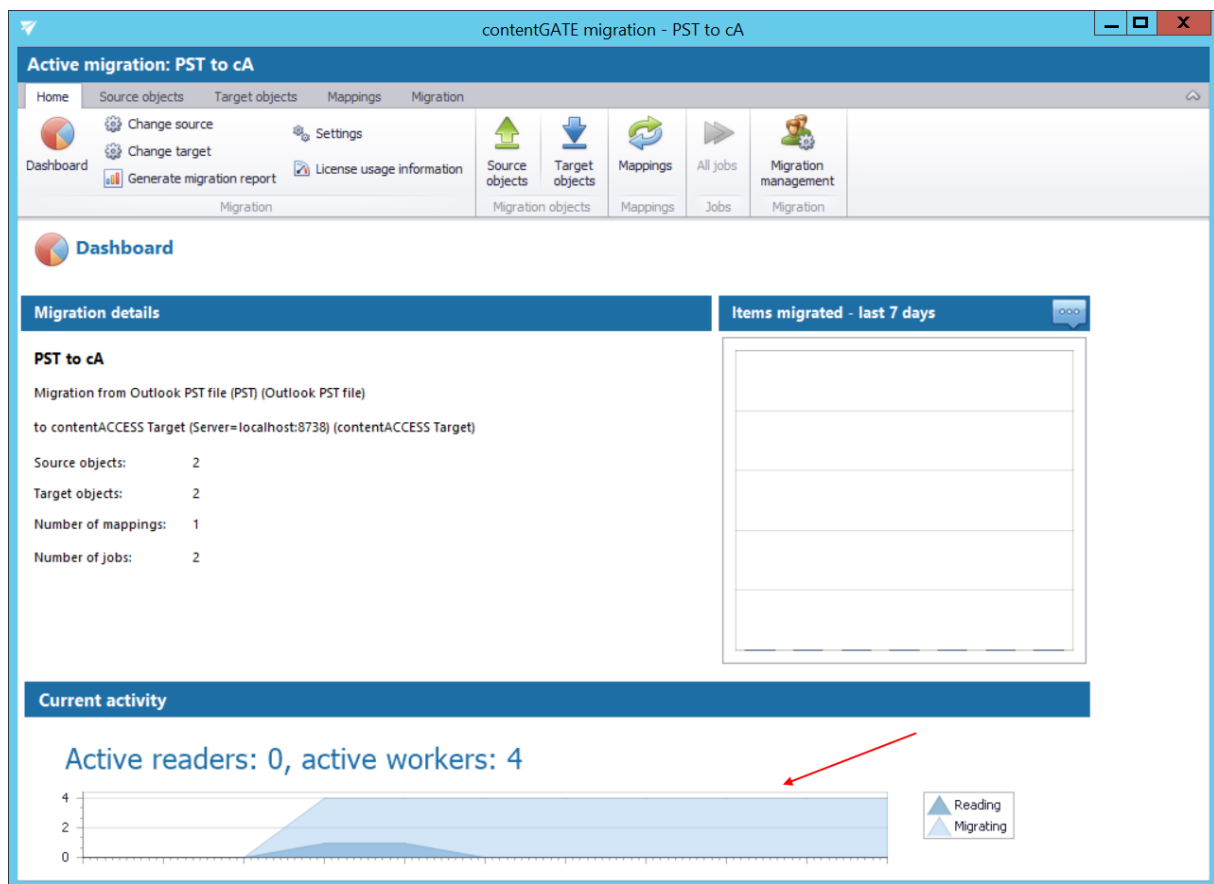 contentGATE migration - PST to cA
Active migration: PST to cA
Home Source objects Target objects Mappings Migration
Dashboard
Change source
Change target
Generate migration report
Settings
License usage information
Migration
Source objects
Target objects
Migration objects
Mappings
Mappings
All jobs
Jobs
Migration management
Migration
Dashboard
Migration details
Items migrated - last 7 days
PST to cA
Migration from Outlook PST file (PST) (Outlook PST file)
to contentACCESS Target (Server=localhost:8738) (contentACCESS Target)
Source objects: 2
Target objects: 2
Number of mappings: 1
Number of jobs: 2
Current activity
Active readers: 0, active workers: 4
4
2
0
Reading
Migrating